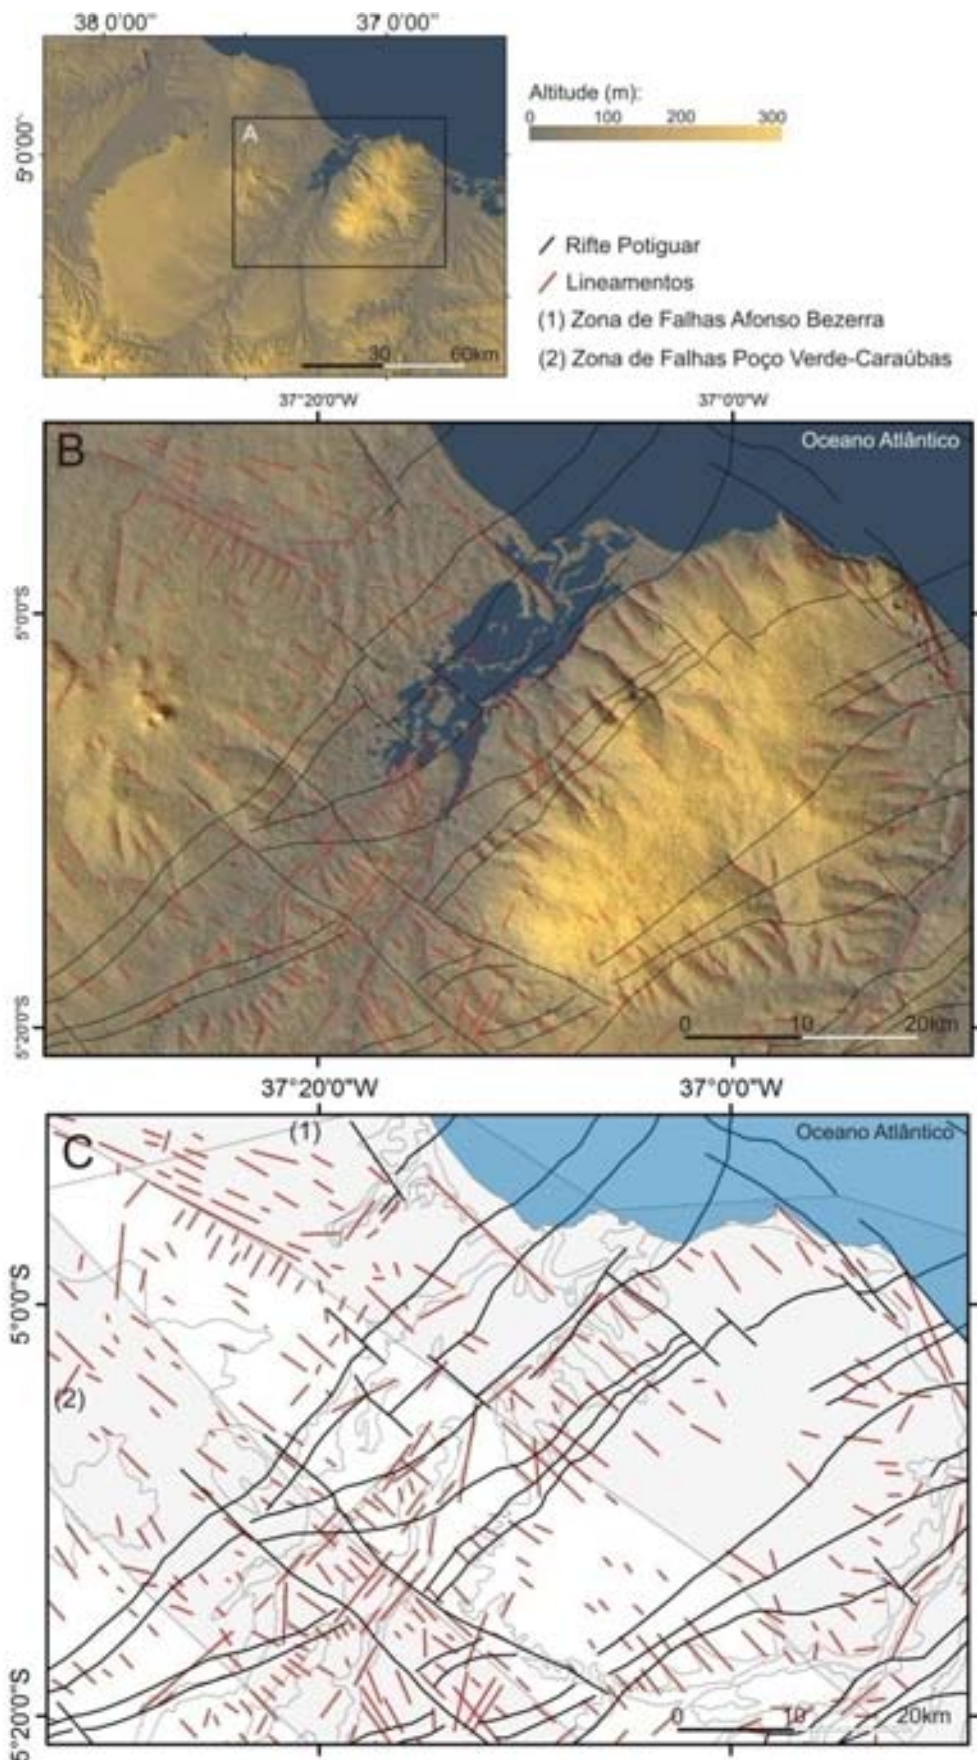 38 0'00" 37 0'00"
5 0'00"
A
30 60km
Altitude (m):
0 100 200 300
Rifte Potiguar
Lineamentos
(1) Zona de Falhas Afonso Bezerra
(2) Zona de Falhas Poço Verde-Caraúbas
37°20'0"W 37°0'0"W
B
Oceano Atlântico
5°0'0"S
5°20'0"S
0 10 20km
37°20'0"W 37°0'0"W
C
(1)
Oceano Atlântico
5°0'0"S
(2)
5°20'0"S
0 10 20km